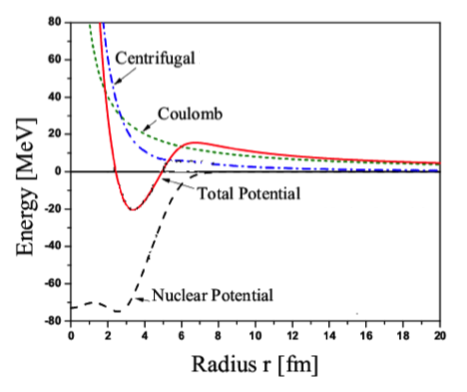 80
60
40
20
0
-20
-40
-60
-80
Energy [MeV]
Centrifugal
Coulomb
Total Potential
Nuclear Potential
0 2 4 6 8 10 12 14 16 18 20
Radius r [fm]